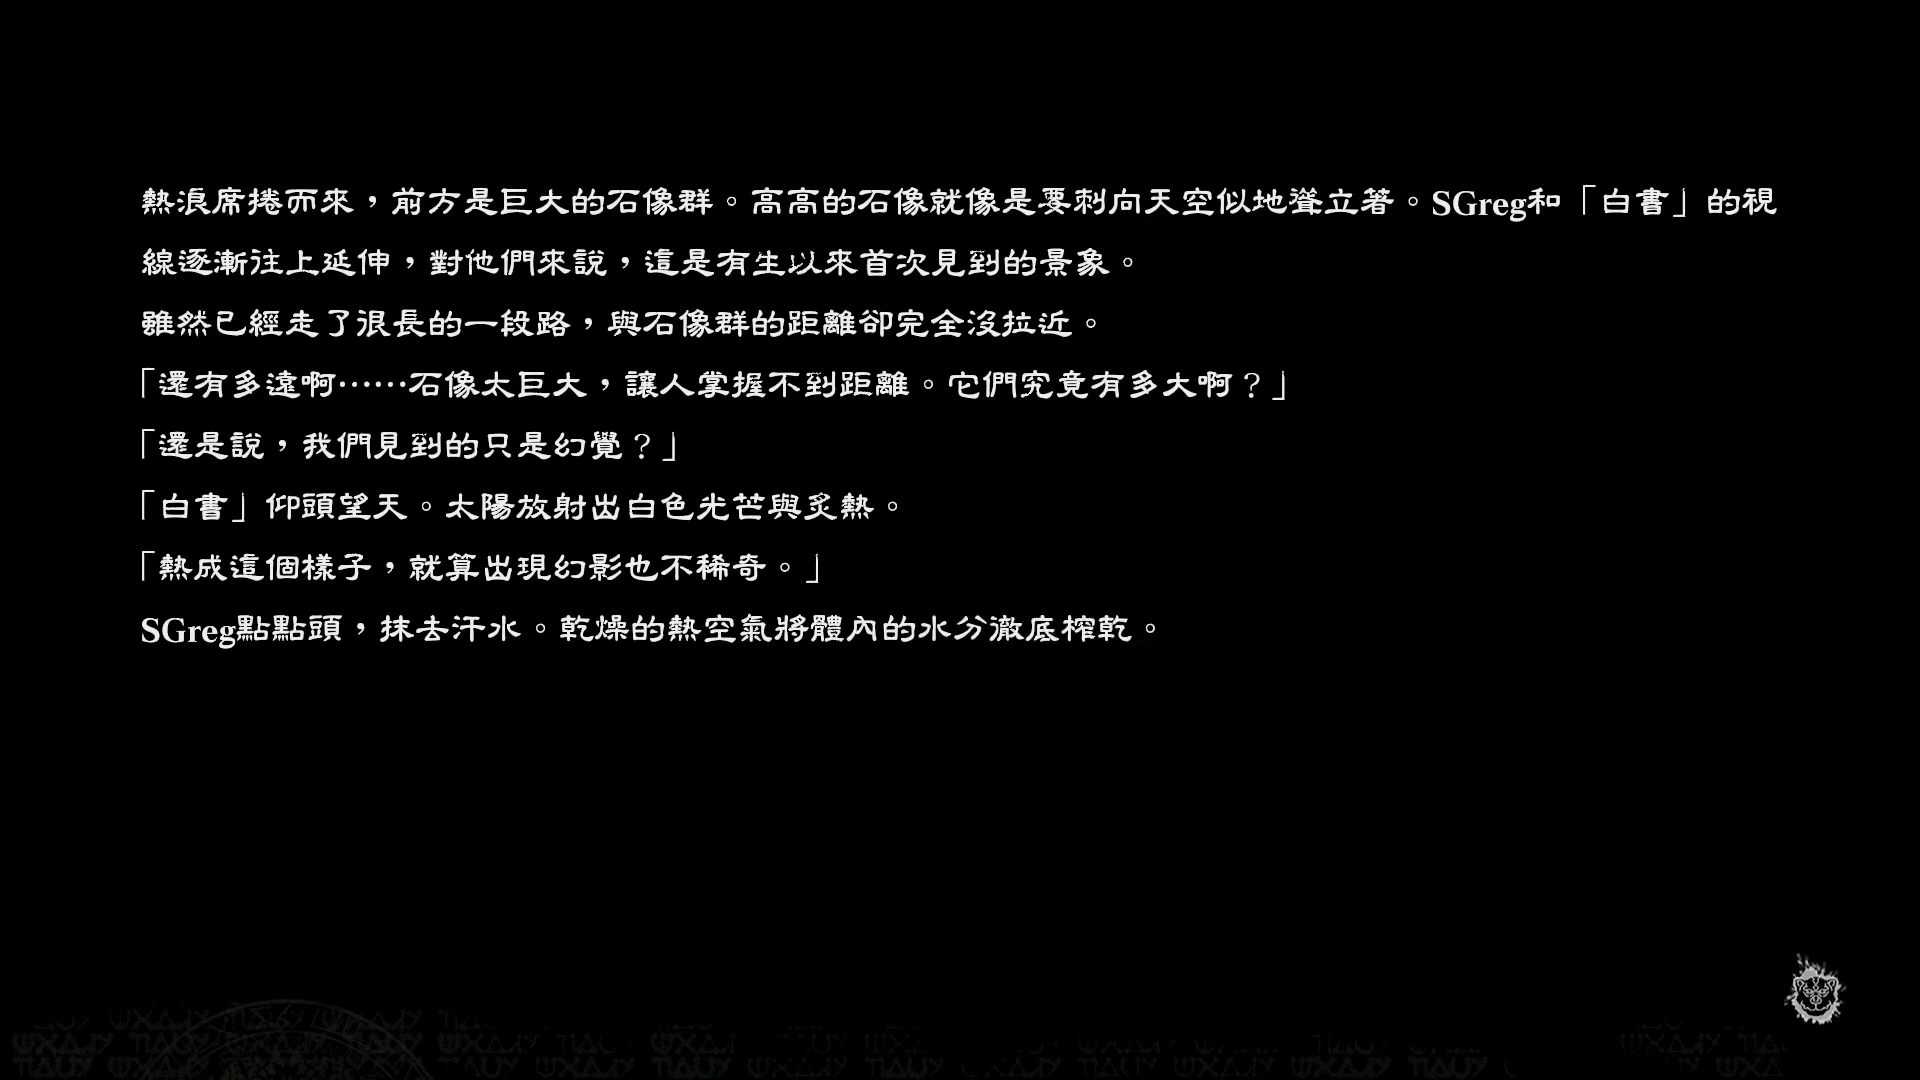 熱浪席捲而來，前方是巨大的石像群。高高的石像就像是要刺向天空似地聳立著。SGreg和「白書」的視
線逐漸往上延伸，對他們來說，這是有生以來首次見到的景象。
雖然已經走了很長的一段路，與石像群的距離卻完全沒拉近。
「還有多遠啊……石像太巨大，讓人掌握不到距離。它們究竟有多大啊？」
「還是說，我們見到的只是幻覺？」
「白書」仰頭望天。太陽放射出白色光芒與炙熱。
「熱成這個樣子，就算出現幻影也不稀奇。」
SGreg點點頭，抹去汗水。乾燥的熱空氣將體內的水分徹底榨乾。